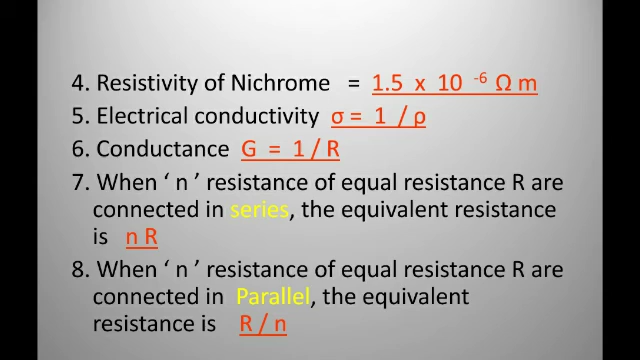 4. Resistivity of Nichrome = 1.5 x 10 ⁻⁶ Ω m
5. Electrical conductivity σ = 1 / ρ
6. Conductance G = 1 / R
7. When ‘ n ’ resistance of equal resistance R are
connected in series, the equivalent resistance
is n R
8. When ‘ n ’ resistance of equal resistance R are
connected in Parallel, the equivalent
resistance is R / n